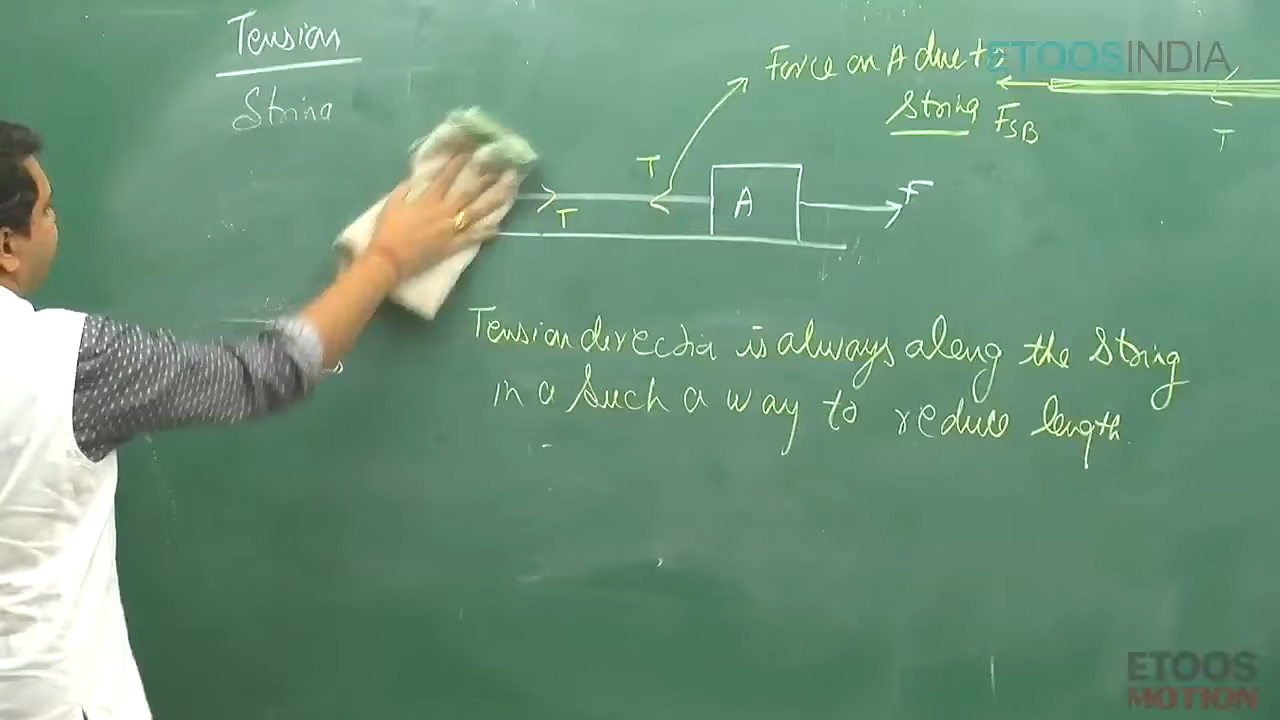 Tension
String
Force on A due to
String
ETOOSINDIA
FSB
T
T
T
A
F
Tension direction is always along the string
in a such a way to reduce length
ETOOS
MOTION